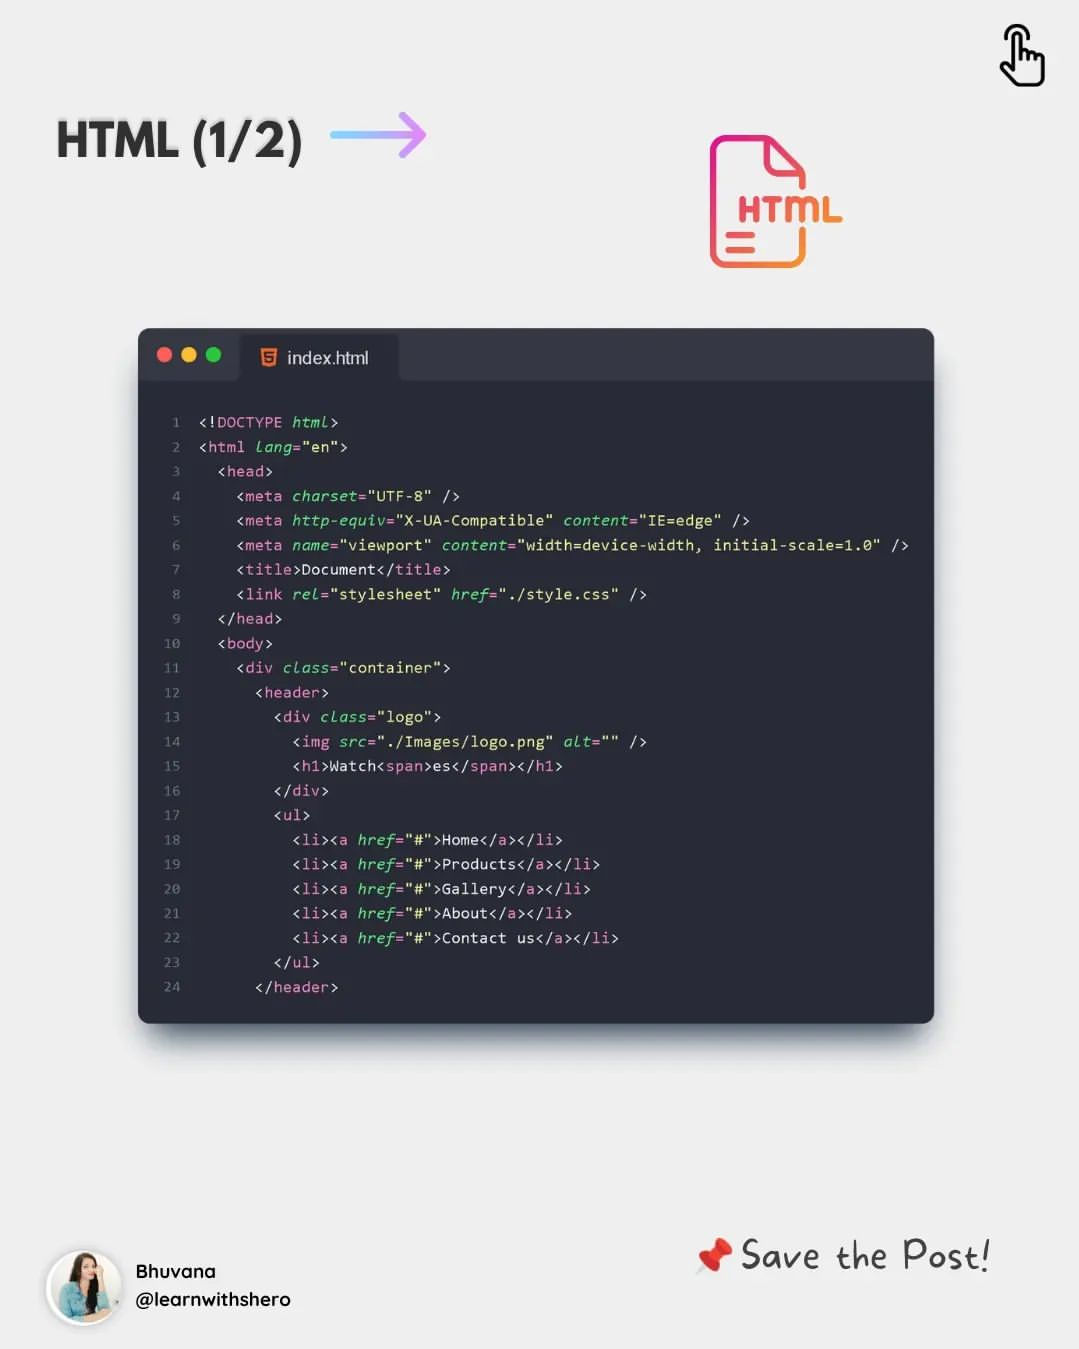 HTML (1/2)
HTML
index.html
1 <!DOCTYPE html>
2 <html lang="en">
3   <head>
4     <meta charset="UTF-8" />
5     <meta http-equiv="X-UA-Compatible" content="IE=edge" />
6     <meta name="viewport" content="width=device-width, initial-scale=1.0" />
7     <title>Document</title>
8     <link rel="stylesheet" href="./style.css" />
9   </head>
10   <body>
11     <div class="container">
12       <header>
13         <div class="logo">
14           <img src="./Images/logo.png" alt="" />
15           <h1>Watch<span>es</span></h1>
16         </div>
17         <ul>
18           <li><a href="#">Home</a></li>
19           <li><a href="#">Products</a></li>
20           <li><a href="#">Gallery</a></li>
21           <li><a href="#">About</a></li>
22           <li><a href="#">Contact us</a></li>
23         </ul>
24       </header>
Save the Post!
Bhuvana
@learnwithshero